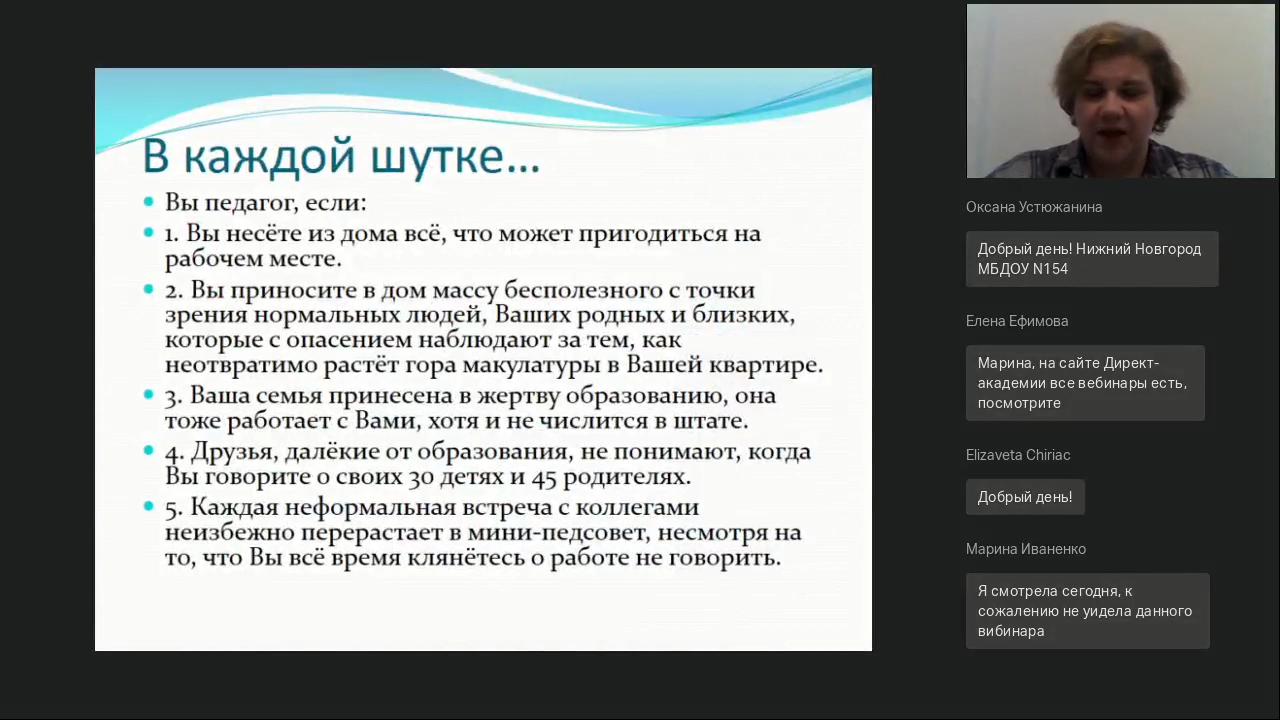 В каждой шутке…
Вы педагог, если:
1. Вы несёте из дома всё, что может пригодиться на
рабочем месте.
2. Вы приносите в дом массу бесполезного с точки
зрения нормальных людей, Ваших родных и близких,
которые с опасением наблюдают за тем, как
неотвратимо растёт гора макулатуры в Вашей квартире.
3. Ваша семья принесена в жертву образованию, она
тоже работает с Вами, хотя и не числится в штате.
4. Друзья, далёкие от образования, не понимают, когда
Вы говорите о своих 30 детях и 45 родителях.
5. Каждая неформальная встреча с коллегами
неизбежно перерастает в мини-педсовет, несмотря на
то, что Вы всё время клянётесь о работе не говорить.
Оксана Устюжанина
Добрый день! Нижний Новгород
МБДОУ N154
Елена Ефимова
Марина, на сайте Директ-
академии все вебинары есть,
посмотрите
Elizaveta Chiriac
Добрый день!
Марина Иваненко
Я смотрела сегодня, к
сожалению не уидела данного
вибинара